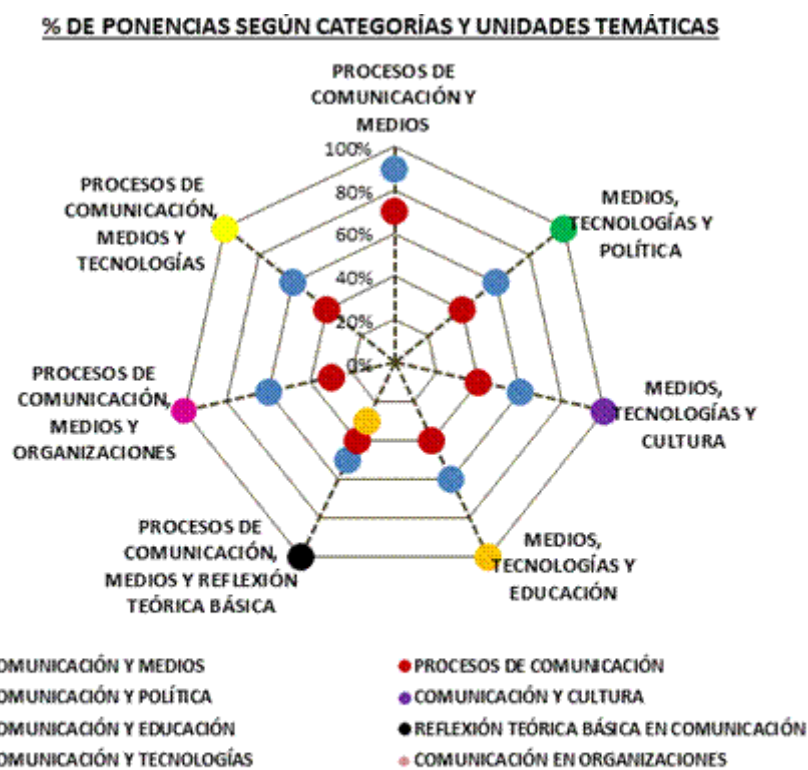 % DE PONENCIAS SEGÚN CATEGORÍAS Y UNIDADES TEMÁTICAS
PROCESOS DE
COMUNICACIÓN Y
MEDIOS
100%
80%
60%
40%
20%
0%
MEDIOS,
TECNOLOGÍAS Y
POLÍTICA
MEDIOS,
TECNOLOGÍAS Y
CULTURA
MEDIOS,
TECNOLOGÍAS Y
EDUCACIÓN
PROCESOS DE
COMUNICACIÓN,
MEDIOS Y REFLEXIÓN
TEÓRICA BÁSICA
PROCESOS DE
COMUNICACIÓN,
MEDIOS Y
ORGANIZACIONES
PROCESOS DE
COMUNICACIÓN,
MEDIOS Y
TECNOLOGÍAS
OMUNICACIÓN Y MEDIOS
PROCESOS DE COMUNICACIÓN
OMUNICACIÓN Y POLÍTICA
COMUNICACIÓN Y CULTURA
OMUNICACIÓN Y EDUCACIÓN
REFLEXIÓN TEÓRICA BÁSICA EN COMUNICACIÓN
OMUNICACIÓN Y TECNOLOGÍAS
COMUNICACIÓN EN ORGANIZACIONES